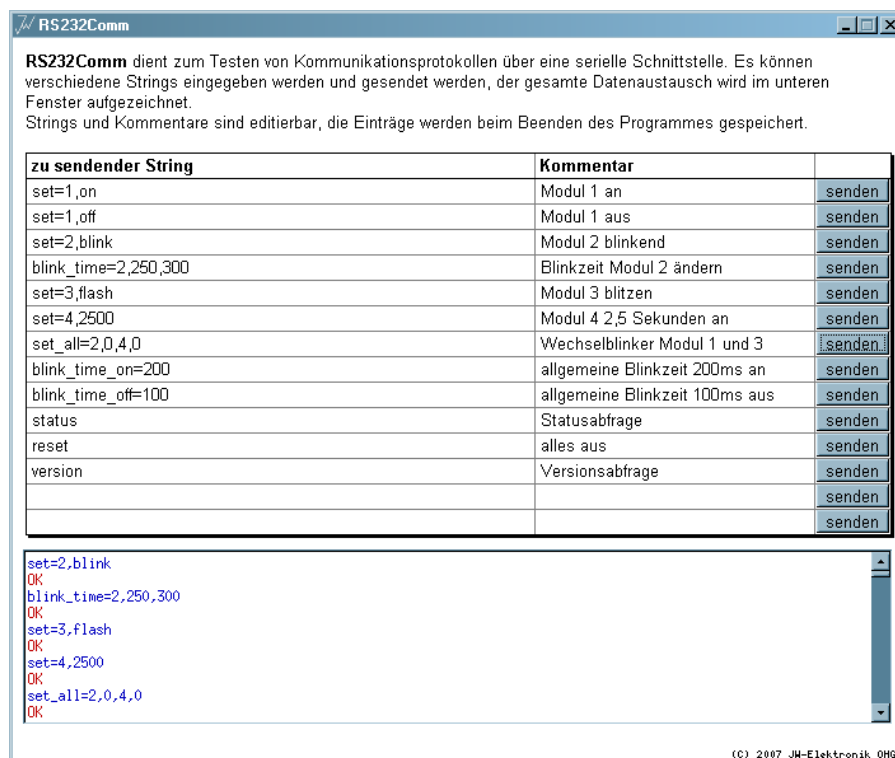 RS232Comm
RS232Comm dient zum Testen von Kommunikationsprotokollen über eine serielle Schnittstelle. Es können
verschiedene Strings eingegeben werden und gesendet werden, der gesamte Datenaustausch wird im unteren
Fenster aufgezeichnet.
Strings und Kommentare sind editierbar, die Einträge werden beim Beenden des Programmes gespeichert.
zu sendender String Kommentar
set=1,on Modul 1 an senden
set=1,off Modul 1 aus senden
set=2,blink Modul 2 blinkend senden
blink_time=2,250,300 Blinkzeit Modul 2 ändern senden
set=3,flash Modul 3 blitzen senden
set=4,2500 Modul 4 2,5 Sekunden an senden
set_all=2,0,4,0 Wechselblinker Modul 1 und 3 senden
blink_time_on=200 allgemeine Blinkzeit 200ms an senden
blink_time_off=100 allgemeine Blinkzeit 100ms aus senden
status Statusabfrage senden
reset alles aus senden
version Versionsabfrage senden
senden
senden
set=2,blink
OK
blink_time=2,250,300
OK
set=3,flash
OK
set=4,2500
OK
set_all=2,0,4,0
OK
(C) 2007 JW-Elektronik OHG